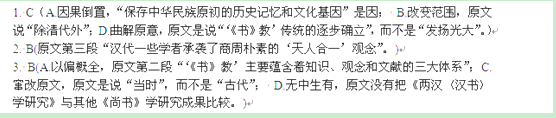 1. C（A.因果倒置，“保存中华民族原初的历史记忆和文化基因”是因； B.改变范围，原文
说“除清代外”；D.曲解原意，原文是说“‘《书》教’传统的逐步确立”，而不是“发扬光大”。）
2. B(原文第三段“汉代一些学者承袭了商周朴素的‘天人合一’观念”。)
3. B(A.以偏概全，原文第二段“‘《书》教’主要蕴含着知识、观念和文献的三大体系”；C.
窜改原文，原文是说“当时”，而不是“古代”； D.无中生有，原文没有把《两汉〈汉书〉
学研究》与其他《尚书》学研究成果比较。)